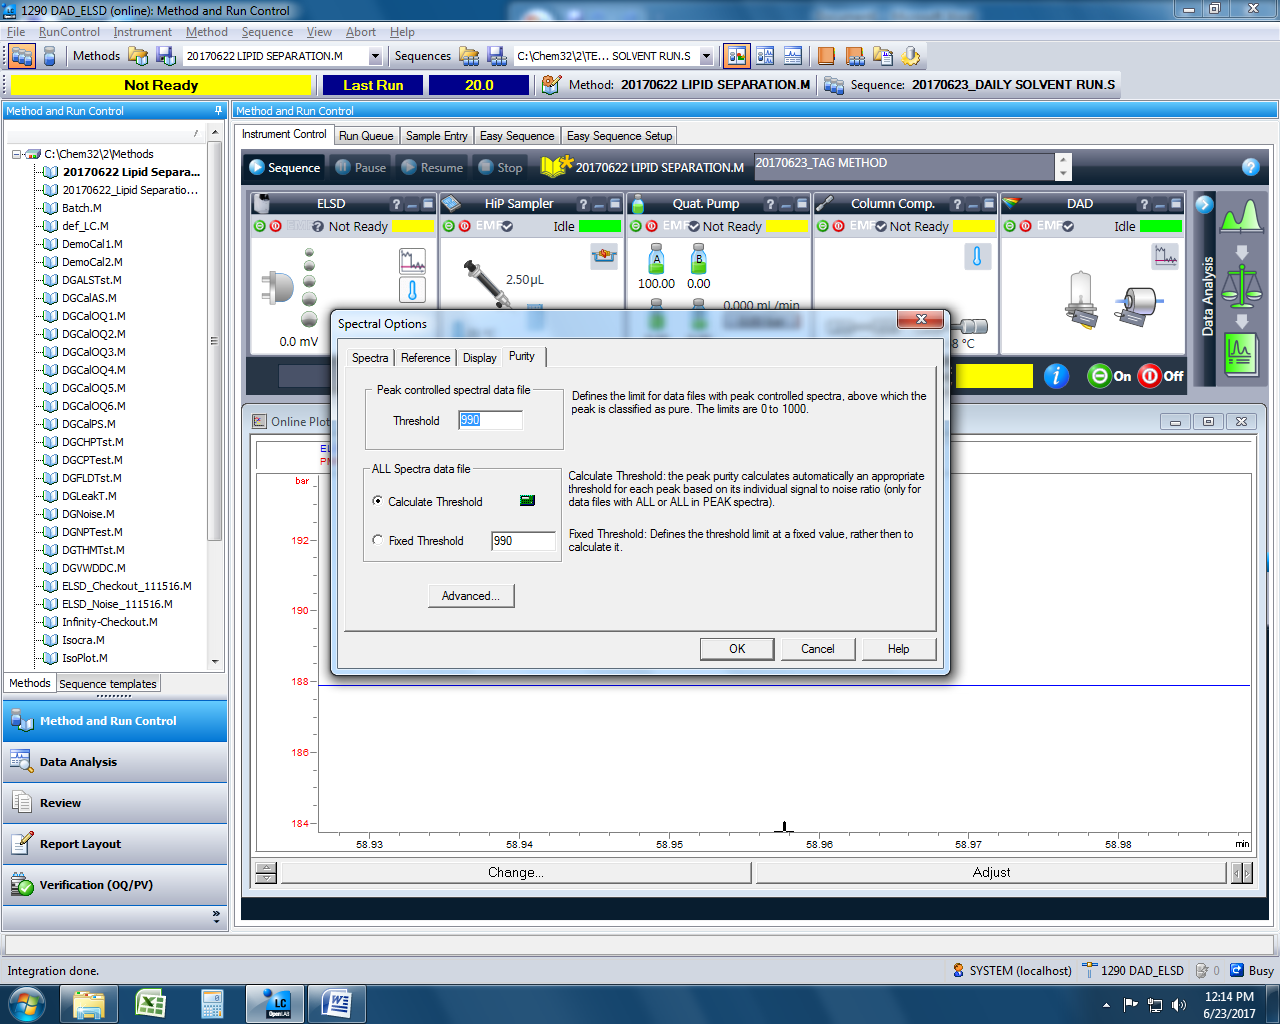 1290 DAD_ELSD (online): Method and Run Control
File RunControl Instrument Method Sequence View Abort Help
Methods 20170622 LIPID SEPARATION.M Sequences C:\Chem32\2\TE... SOLVENT RUN.S
Not Ready Last Run 20.0 Method: 20170622 LIPID SEPARATION.M Sequence: 20170623_DAILY SOLVENT RUN.S
Method and Run Control
C:\Chem32\2\Methods
20170622 Lipid Separa...
20170622_Lipid Separatio...
Batch.M
def_LC.M
DemoCal1.M
DemoCal2.M
DGALSTst.M
DGCalAS.M
DGCalOQ1.M
DGCalOQ2.M
DGCalOQ3.M
DGCalOQ4.M
DGCalOQ5.M
DGCalOQ6.M
DGCalPS.M
DGCHPTst.M
DGCPTest.M
DGFLDTst.M
DGLeakT.M
DGNoise.M
DGNPTest.M
DGTHMTst.M
DGVWDDC.M
ELSD_Checkout_111516.M
ELSD_Noise_111516.M
Infinity-Checkout.M
Isocra.M
IsoPlot.M
Methods Sequence templates
Method and Run Control
Data Analysis
Review
Report Layout
Verification (OQ/PV)
Method and Run Control
Instrument Control Run Queue Sample Entry Easy Sequence Easy Sequence Setup
Sequence Pause Resume Stop 20170622 LIPID SEPARATION.M 20170623_TAG METHOD
ELSD HiP Sampler Quat. Pump Column Comp. DAD
EMF Not Ready EMF Idle EMF Not Ready EMF Not Ready Idle
A B
2.50µL
100.00 0.00
0.000 ml/min
0.0 mV
8 °C
Data Analysis
On Off
Online Plot
bar
192
190
188
186
184
58.93 58.94 58.95 58.96 58.97 58.98 min
Change... Adjust
Spectral Options
Spectra Reference Display Purity
Peak controlled spectral data file
Threshold 990
Defines the limit for data files with peak controlled spectra, above which the
peak is classified as pure. The limits are 0 to 1000.
ALL Spectra data file
Calculate Threshold
Calculate Threshold: the peak purity calculates automatically an appropriate
threshold for each peak based on its individual signal to noise ratio (only for
data files with ALL or ALL in PEAK spectra).
Fixed Threshold 990
Fixed Threshold: Defines the threshold limit at a fixed value, rather then to
calculate it.
Advanced...
OK Cancel Help
Integration done. SYSTEM (localhost) 1290 DAD_ELSD 0 Busy
LC
OpenLAB
12:14 PM
6/23/2017